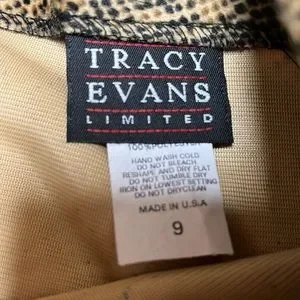 TRACY
EVANS
LIMITED
100% POLYESTER
HAND WASH COLD
DO NOT BLEACH
RESHAPE AND DRY FLAT
DO NOT TUMBLE DRY
IRON ON LOWEST SETTING
DO NOT DRYCLEAN
MADE IN U.S.A
9